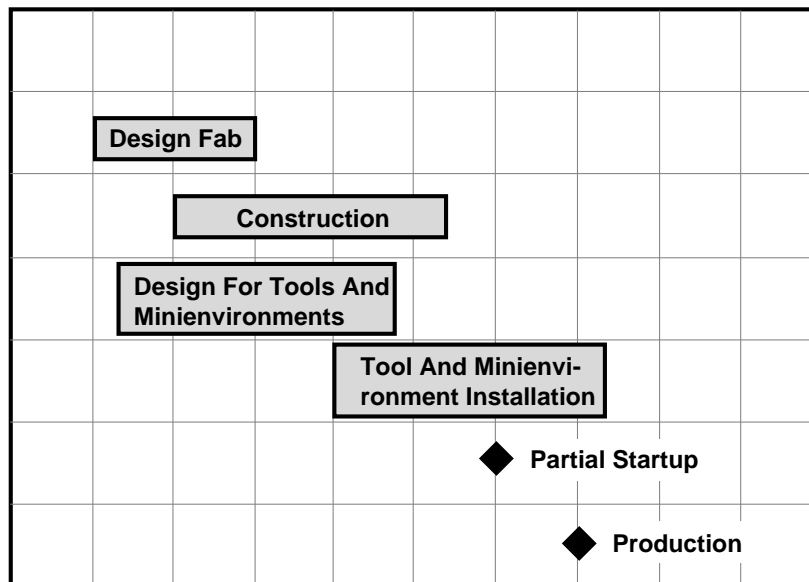 Design Fab
Construction
Design For Tools And
Minienvironments
Tool And Minienvi-
ronment Installation
Partial Startup
Production